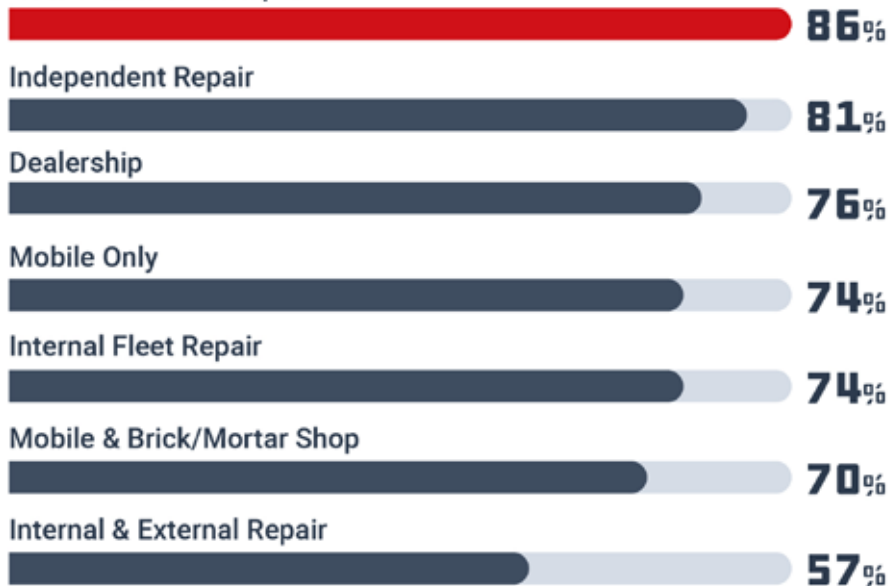 86%
Independent Repair
81%
Dealership
76%
Mobile Only
74%
Internal Fleet Repair
74%
Mobile & Brick/Mortar Shop
70%
Internal & External Repair
57%